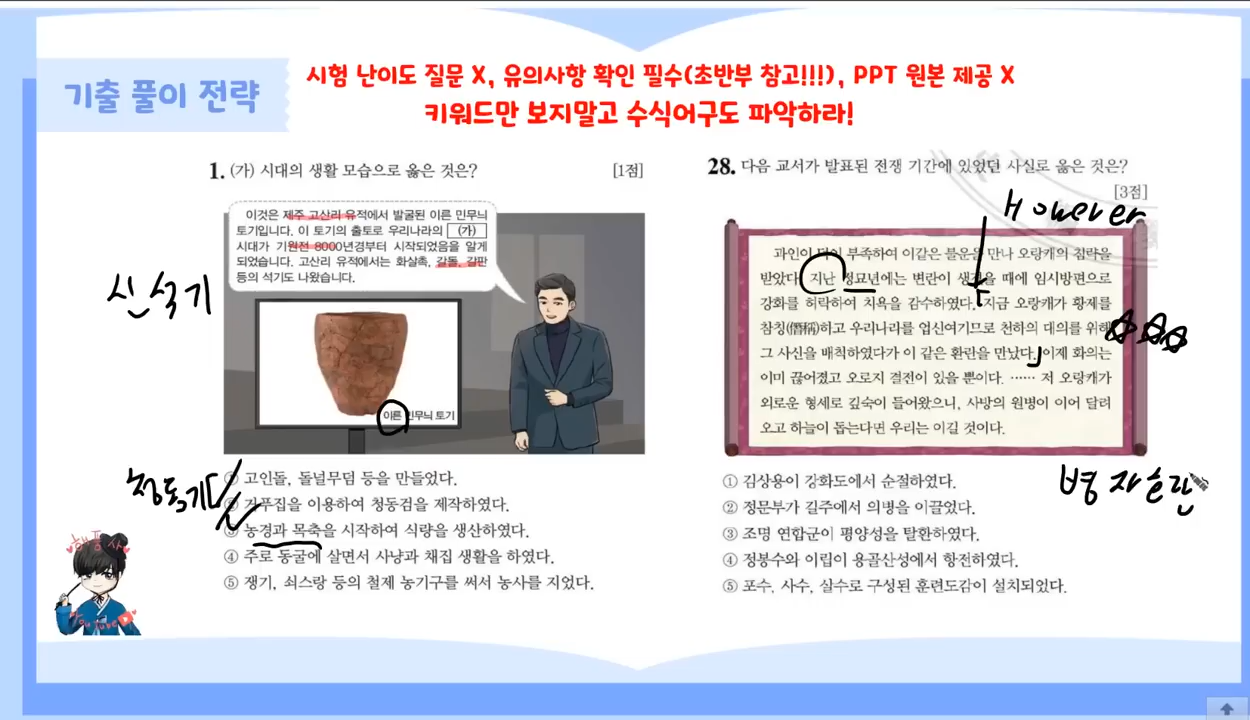 시험 난이도 질문 X, 유의사항 확인 필수(초반부 참고!!!), PPT 원본 제공 X
기출 풀이 전략
키워드만 보지말고 수식어구도 파악하라!
1. (가) 시대의 생활 모습으로 옳은 것은? [1점]
이것은 제주 고산리 유적에서 발굴된 이른 민무늬
토기입니다. 이 토기의 출토로 우리나라의 (가)
시대가 기원전 8000년경부터 시작되었음을 알게
되었습니다. 고산리 유적에서는 화살촉, 갈돌, 갈판
등의 석기도 나왔습니다.
신석기
이른 민무늬 토기
청동기
① 고인돌, 돌널무덤 등을 만들었다.
② 거푸집을 이용하여 청동검을 제작하였다.
③ 농경과 목축을 시작하여 식량을 생산하였다.
④ 주로 동굴에 살면서 사냥과 채집 생활을 하였다.
⑤ 쟁기, 쇠스랑 등의 철제 농기구를 써서 농사를 지었다.
해품사
YouTube
28. 다음 교서가 발표된 전쟁 기간에 있었던 사실로 옳은 것은?
[3점]
However
과인이 덕이 부족하여 이같은 불운을 만나 오랑캐의 침략을
받았다. 지난 정묘년에는 변란이 생겼을 때에 임시방편으로
강화를 허락하여 치욕을 감수하였다. 지금 오랑캐가 황제를
참칭(僭稱)하고 우리나라를 업신여기므로 천하의 대의를 위해
그 사신을 배척하였다가 이 같은 환란을 만났다. 이제 화의는
이미 끊어졌고 오로지 결전이 있을 뿐이다. …… 저 오랑캐가
외로운 형세로 깊숙이 들어왔으니, 사방의 원병이 이어 달려
오고 하늘이 돕는다면 우리는 이길 것이다.
병자호란
① 김상용이 강화도에서 순절하였다.
② 정문부가 길주에서 의병을 이끌었다.
③ 조명 연합군이 평양성을 탈환하였다.
④ 정봉수와 이립이 용골산성에서 항전하였다.
⑤ 포수, 사수, 살수로 구성된 훈련도감이 설치되었다.